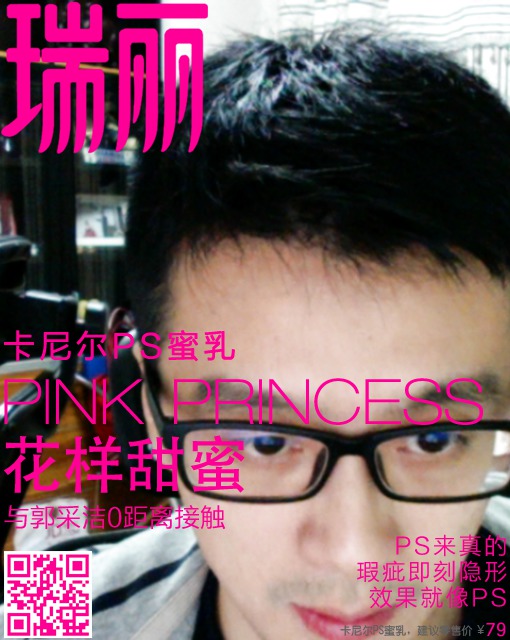 瑞丽
卡尼尔PS蜜乳
PINK PRINCESS
花样甜蜜
与郭采洁0距离接触
PS来真的
瑕疵即刻隐形
效果就像PS
卡尼尔PS蜜乳，建议零售价 ¥79